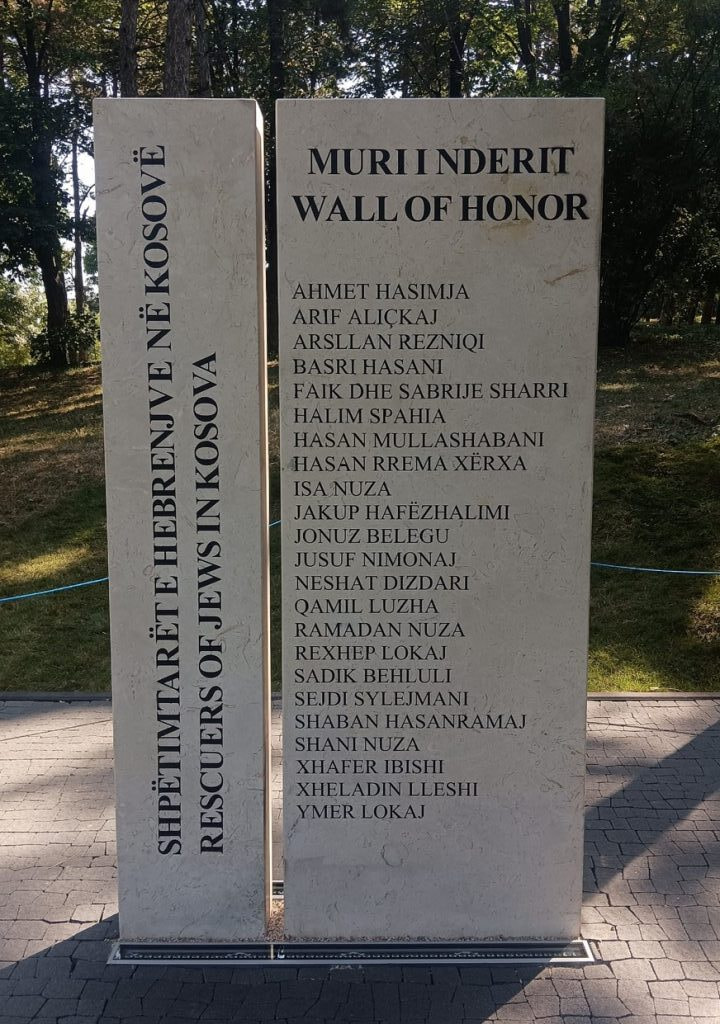 SHPËTIMTARËT E HEBRENJVE NË KOSOVË
RESCUERS OF JEWS IN KOSOVA
MURI I NDERIT
WALL OF HONOR
AHMET HASIMJA
ARIF ALIÇKAJ
ARSLLAN REZNIQI
BASRI HASANI
FAIK DHE SABRIJE SHARRI
HALIM SPAHIA
HASAN MULLASHABANI
HASAN RREMA XËRXA
ISA NUZA
JAKUP HAFËZHALIMI
JONUZ BELEGU
JUSUF NIMONAJ
NESHAT DIZDARI
QAMIL LUZHA
RAMADAN NUZA
REXHEP LOKAJ
SADIK BEHLULI
SEJDI SYLEJMANI
SHABAN HASANRAMAJ
SHANI NUZA
XHAFER IBISHI
XHELADIN LLESHI
YMER LOKAJ